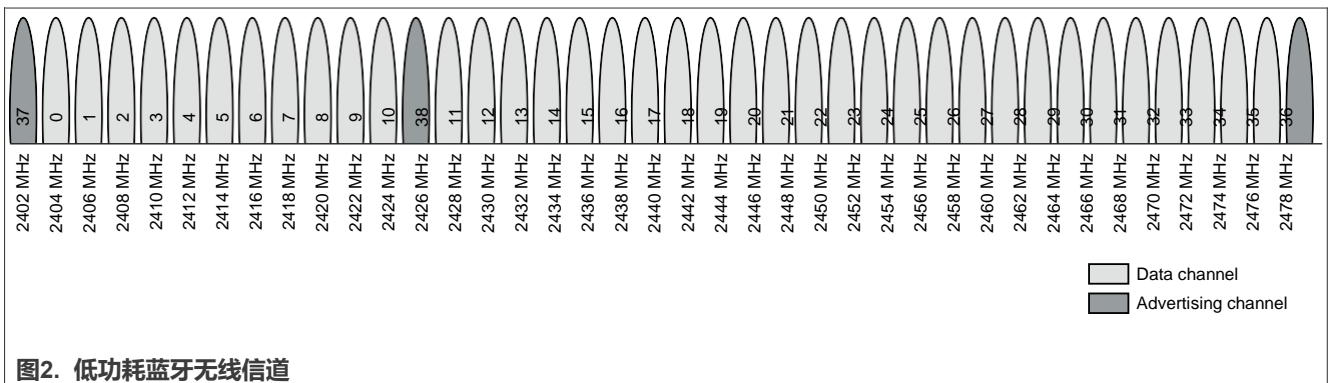 37 0 1 2 3 4 5 6 7 8 9 10 38 11 12 13 14 15 16 17 18 19 20 21 22 23 24 25 26 27 28 29 30 31 32 33 34 35 36
2402 MHz 2404 MHz 2406 MHz 2408 MHz 2410 MHz 2412 MHz 2414 MHz 2416 MHz 2418 MHz 2420 MHz 2422 MHz 2424 MHz 2426 MHz 2428 MHz 2430 MHz 2432 MHz 2434 MHz 2436 MHz 2438 MHz 2440 MHz 2442 MHz 2444 MHz 2446 MHz 2448 MHz 2450 MHz 2452 MHz 2454 MHz 2456 MHz 2458 MHz 2460 MHz 2462 MHz 2464 MHz 2466 MHz 2468 MHz 2470 MHz 2472 MHz 2474 MHz 2476 MHz 2478 MHz
Data channel
Advertising channel
图2. 低功耗蓝牙无线信道